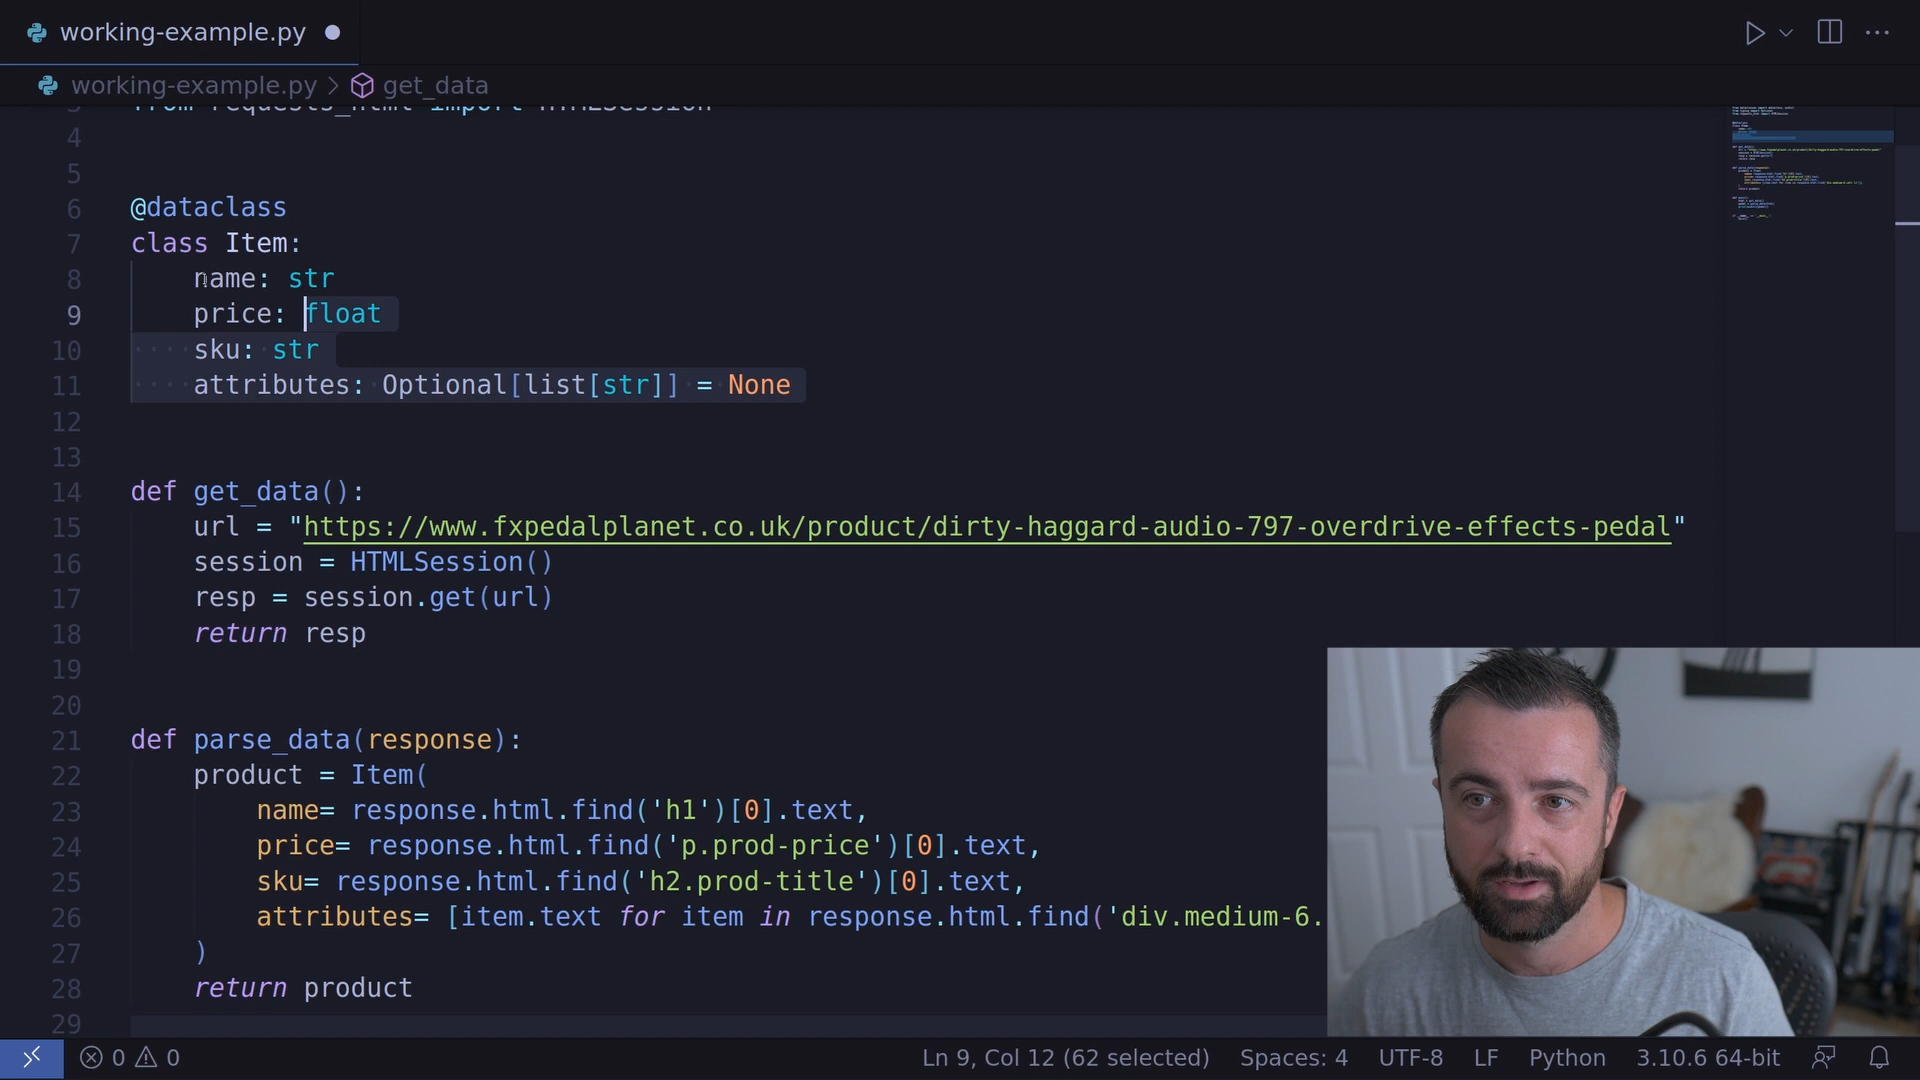 working-example.py
working-example.py > get_data
from requests_html import HTMLSession
4
5
6 @dataclass
7 class Item:
8 name: str
9 price: float
10 sku: str
11 attributes: Optional[list[str]] = None
12
13
14 def get_data():
15 url = "https://www.fxpedalplanet.co.uk/product/dirty-haggard-audio-797-overdrive-effects-pedal"
16 session = HTMLSession()
17 resp = session.get(url)
18 return resp
19
20
21 def parse_data(response):
22 product = Item(
23 name= response.html.find('h1')[0].text,
24 price= response.html.find('p.prod-price')[0].text,
25 sku= response.html.find('h2.prod-title')[0].text,
26 attributes= [item.text for item in response.html.find('div.medium-6.
27 )
28 return product
29
0 0 Ln 9, Col 12 (62 selected) Spaces: 4 UTF-8 LF Python 3.10.6 64-bit